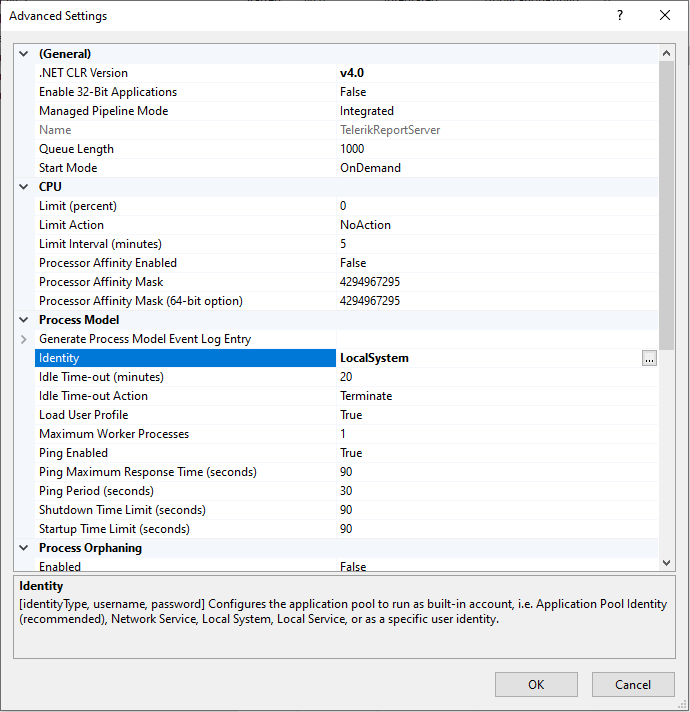 Advanced Settings ?
(General)
.NET CLR Version v4.0
Enable 32-Bit Applications False
Managed Pipeline Mode Integrated
Name TelerikReportServer
Queue Length 1000
Start Mode OnDemand
CPU
Limit (percent) 0
Limit Action NoAction
Limit Interval (minutes) 5
Processor Affinity Enabled False
Processor Affinity Mask 4294967295
Processor Affinity Mask (64-bit option) 4294967295
Process Model
Generate Process Model Event Log Entry
Identity LocalSystem ...
Idle Time-out (minutes) 20
Idle Time-out Action Terminate
Load User Profile True
Maximum Worker Processes 1
Ping Enabled True
Ping Maximum Response Time (seconds) 90
Ping Period (seconds) 30
Shutdown Time Limit (seconds) 90
Startup Time Limit (seconds) 90
Process Orphaning
Enabled False
Identity
[identityType, username, password] Configures the application pool to run as built-in account, i.e. Application Pool Identity
(recommended), Network Service, Local System, Local Service, or as a specific user identity.
OK Cancel